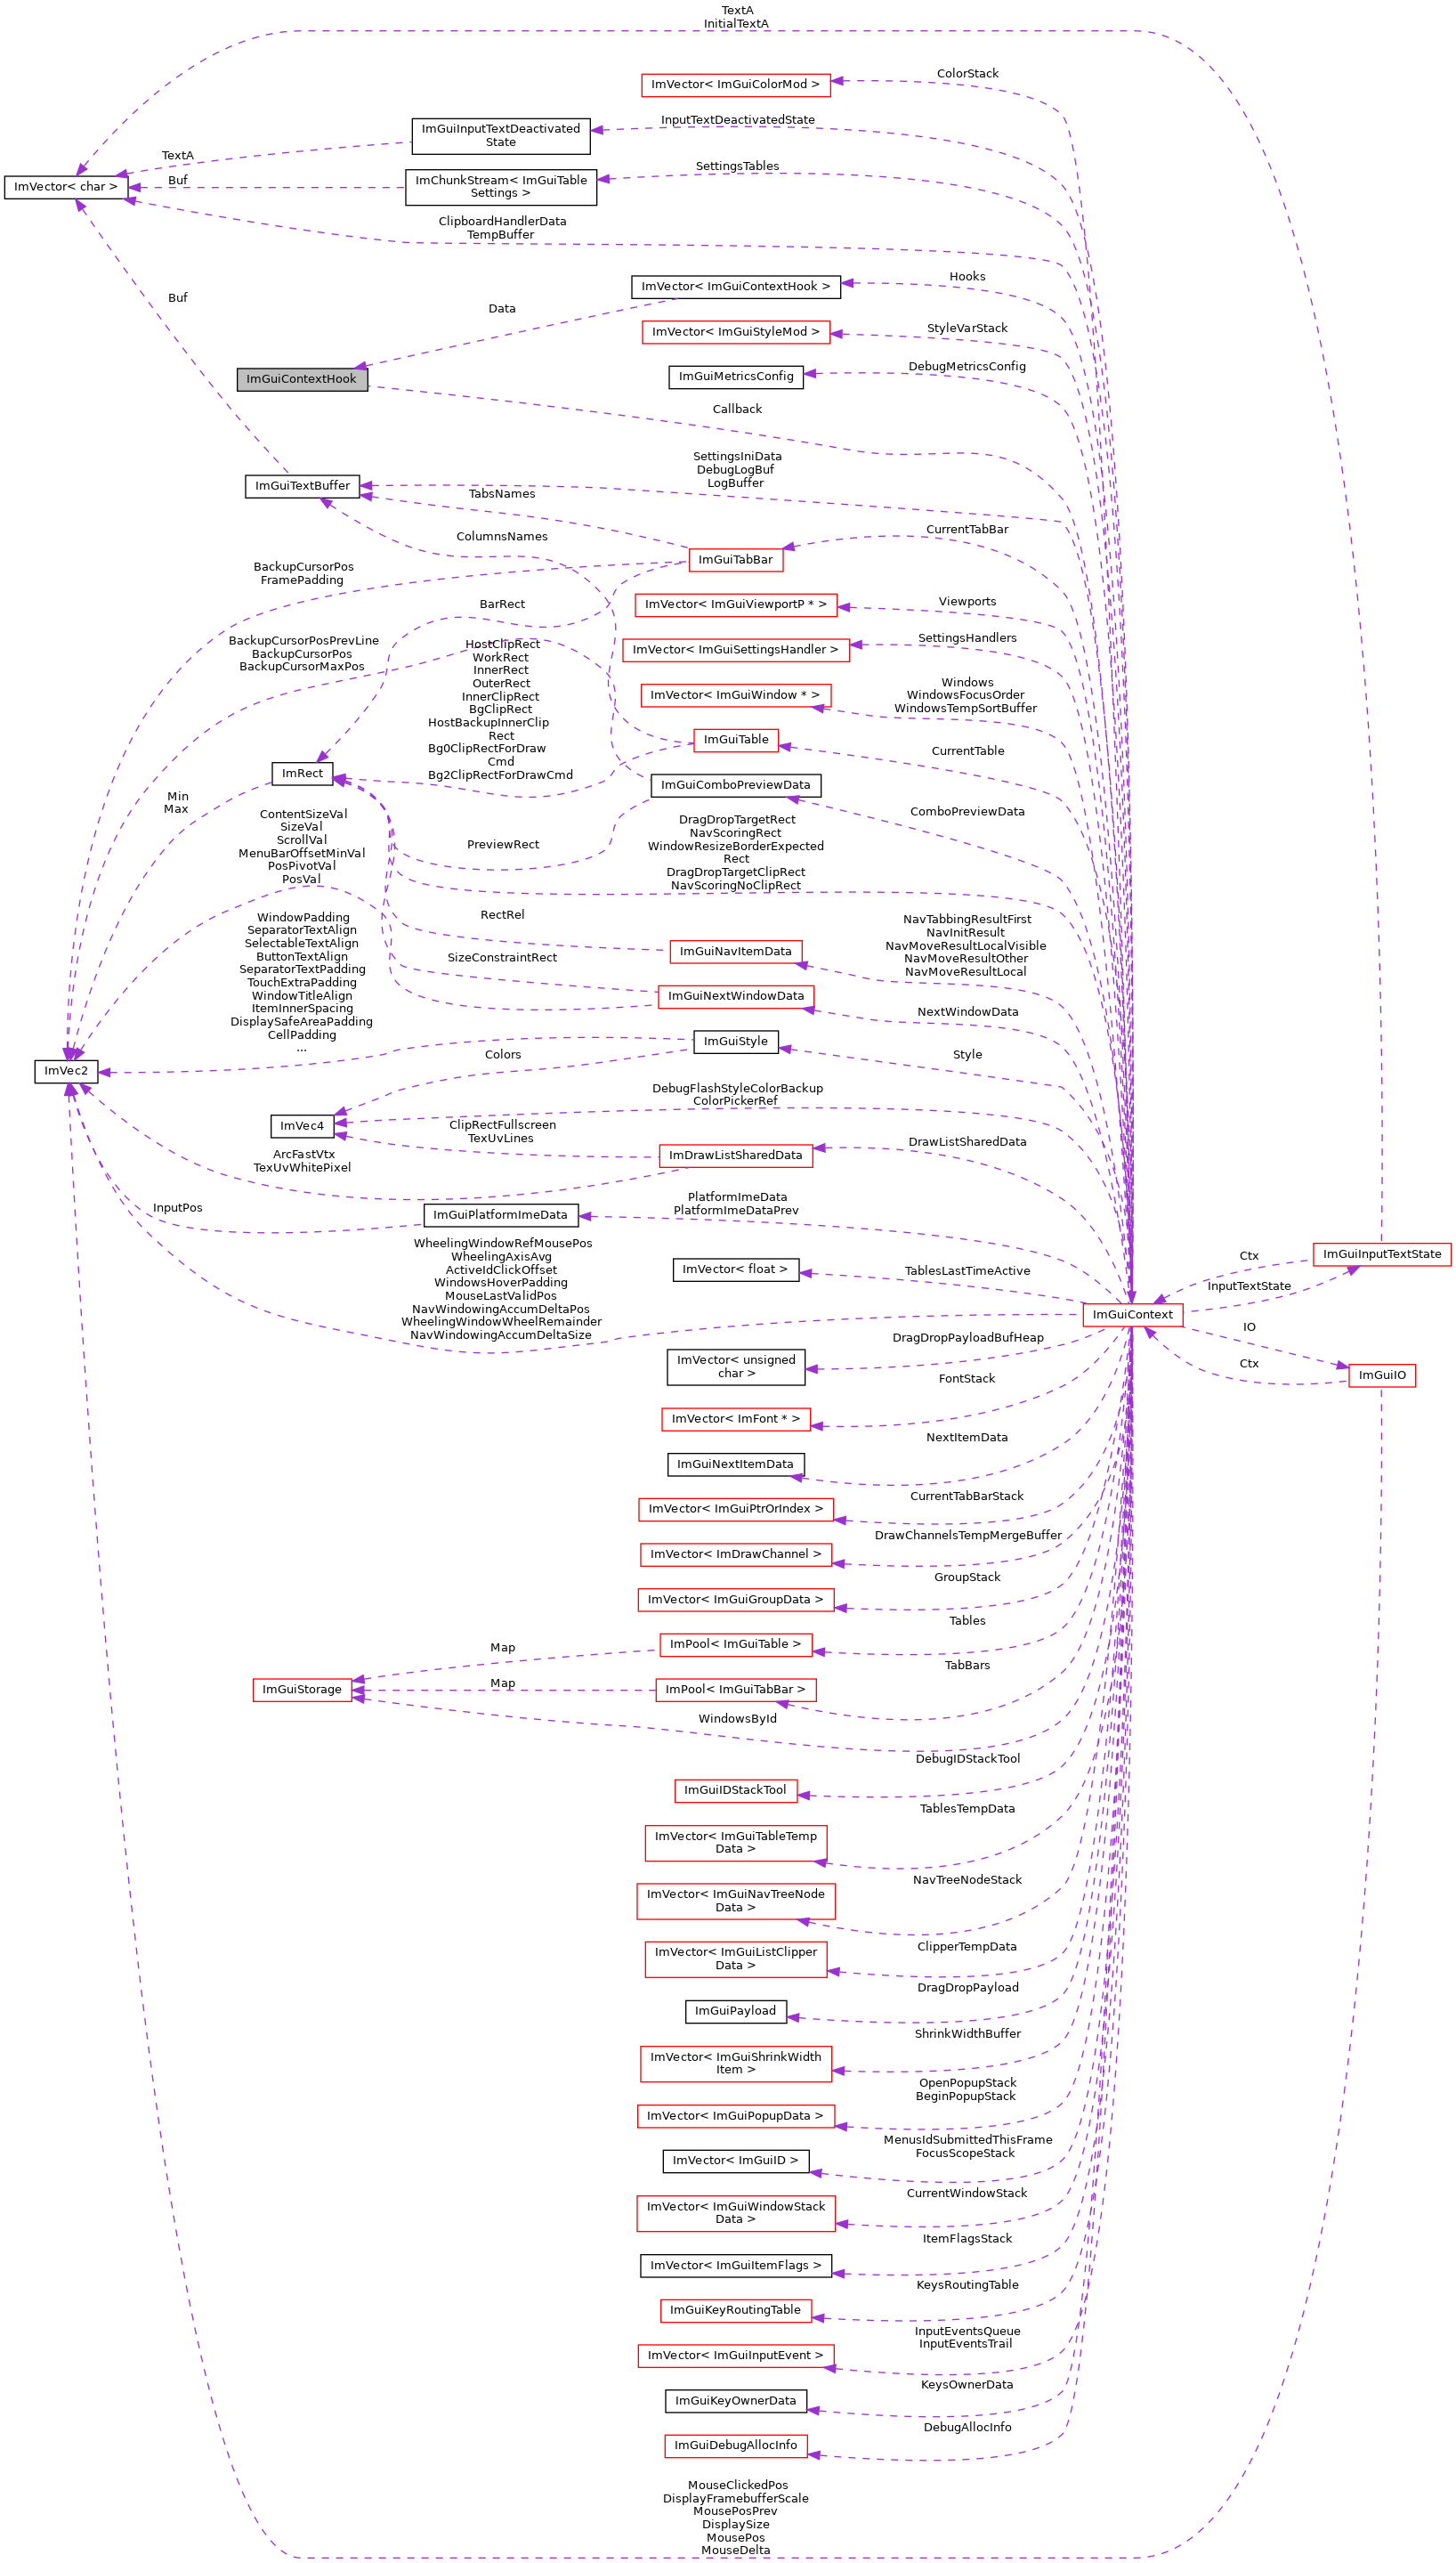 TextA
InitialTextA
ImVector< ImGuiColorMod >
ColorStack
ImGuiInputTextDeactivated
State
InputTextDeactivatedState
TextA
ImVector< char >
Buf
ImChunkStream< ImGuiTable
Settings >
SettingsTables
ClipboardHandlerData
TempBuffer
Buf
ImVector< ImGuiContextHook >
Hooks
Data
ImVector< ImGuiStyleMod >
StyleVarStack
ImGuiContextHook
ImGuiMetricsConfig
DebugMetricsConfig
Callback
ImGuiTextBuffer
SettingsIniData
DebugLogBuf
LogBuffer
TabsNames
ColumnsNames
CurrentTabBar
ImGuiTabBar
BackupCursorPos
FramePadding
BarRect
ImVector< ImGuiViewportP * >
Viewports
BackupCursorPosPrevLine
BackupCursorPos
BackupCursorMaxPos
ImVector< ImGuiSettingsHandler >
SettingsHandlers
HostClipRect
WorkRect
InnerRect
OuterRect
InnerClipRect
BgClipRect
HostBackupInnerClip
Rect
Bg0ClipRectForDraw
Cmd
Bg2ClipRectForDrawCmd
ImVector< ImGuiWindow * >
Windows
WindowsFocusOrder
WindowsTempSortBuffer
ImGuiTable
CurrentTable
ImRect
ImGuiComboPreviewData
ComboPreviewData
Min
Max
PreviewRect
DragDropTargetRect
NavScoringRect
WindowResizeBorderExpected
Rect
DragDropTargetClipRect
NavScoringNoClipRect
ContentSizeVal
SizeVal
ScrollVal
MenuBarOffsetMinVal
PosPivotVal
PosVal
RectRel
ImGuiNavItemData
NavTabbingResultFirst
NavInitResult
NavMoveResultLocalVisible
NavMoveResultOther
NavMoveResultLocal
WindowPadding
SeparatorTextAlign
SelectableTextAlign
ButtonTextAlign
SeparatorTextPadding
TouchExtraPadding
WindowTitleAlign
ItemInnerSpacing
DisplaySafeAreaPadding
CellPadding
...
SizeConstraintRect
ImGuiNextWindowData
NextWindowData
ImVec2
ImGuiStyle
Style
Colors
ImVec4
DebugFlashStyleColorBackup
ColorPickerRef
ClipRectFullscreen
TexUvLines
ImDrawListSharedData
DrawListSharedData
ArcFastVtx
TexUvWhitePixel
InputPos
ImGuiPlatformImeData
PlatformImeData
PlatformImeDataPrev
WheelingWindowRefMousePos
WheelingAxisAvg
ActiveIdClickOffset
WindowsHoverPadding
MouseLastValidPos
NavWindowingAccumDeltaPos
WheelingWindowWheelRemainder
NavWindowingAccumDeltaSize
ImVector< float >
TablesLastTimeActive
ImGuiContext
Ctx
InputTextState
ImGuiInputTextState
IO
Ctx
ImGuiIO
ImVector< unsigned
char >
DragDropPayloadBufHeap
ImVector< ImFont * >
FontStack
ImGuiNextItemData
NextItemData
ImVector< ImGuiPtrOrIndex >
CurrentTabBarStack
ImVector< ImDrawChannel >
DrawChannelsTempMergeBuffer
ImVector< ImGuiGroupData >
GroupStack
ImPool< ImGuiTable >
Tables
Map
ImGuiStorage
Map
ImPool< ImGuiTabBar >
TabBars
WindowsById
ImGuiIDStackTool
DebugIDStackTool
ImVector< ImGuiTableTemp
Data >
TablesTempData
ImVector< ImGuiNavTreeNode
Data >
NavTreeNodeStack
ImVector< ImGuiListClipper
Data >
ClipperTempData
ImGuiPayload
DragDropPayload
ImVector< ImGuiShrinkWidth
Item >
ShrinkWidthBuffer
ImVector< ImGuiPopupData >
OpenPopupStack
BeginPopupStack
ImVector< ImGuiID >
MenusIdSubmittedThisFrame
FocusScopeStack
ImVector< ImGuiWindowStack
Data >
CurrentWindowStack
ImVector< ImGuiItemFlags >
ItemFlagsStack
ImGuiKeyRoutingTable
KeysRoutingTable
ImVector< ImGuiInputEvent >
InputEventsQueue
InputEventsTrail
ImGuiKeyOwnerData
KeysOwnerData
ImGuiDebugAllocInfo
DebugAllocInfo
MouseClickedPos
DisplayFramebufferScale
MousePosPrev
DisplaySize
MousePos
MouseDelta